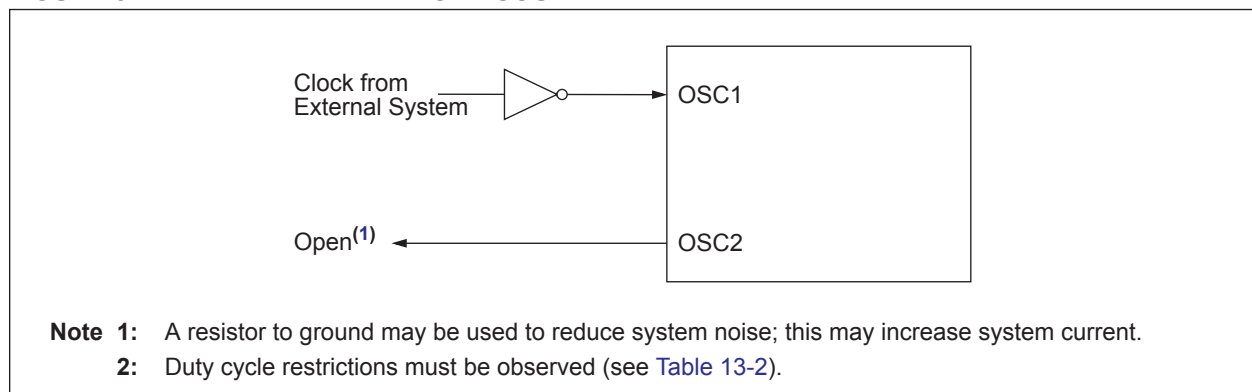 Clock from
External System
OSC1
Open(1)
OSC2
Note 1: A resistor to ground may be used to reduce system noise; this may increase system current.
2: Duty cycle restrictions must be observed (see Table 13-2).